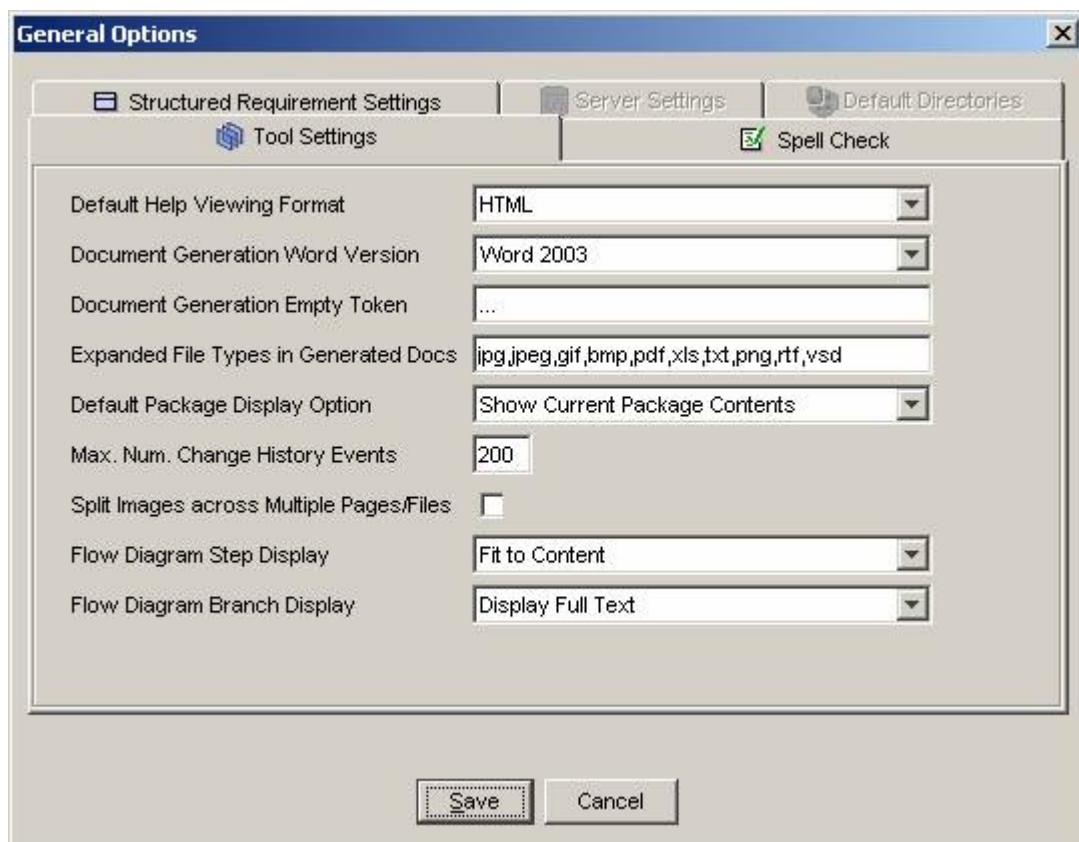 General Options
Structured Requirement Settings
Server Settings
Default Directories
Tool Settings
Spell Check
Default Help Viewing Format HTML
Document Generation Word Version Word 2003
Document Generation Empty Token ...
Expanded File Types in Generated Docs jpg,jpeg,gif,bmp,pdf,xls,txt,png,rtf,vsd
Default Package Display Option Show Current Package Contents
Max. Num. Change History Events 200
Split Images across Multiple Pages/Files
Flow Diagram Step Display Fit to Content
Flow Diagram Branch Display Display Full Text
Save Cancel